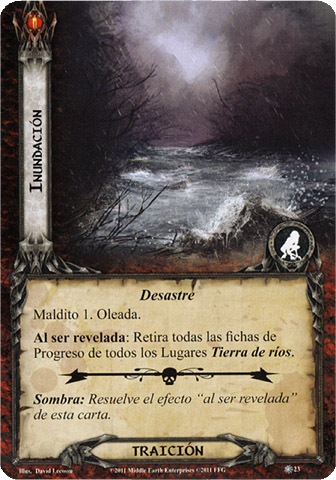 Inundación
Desastre
Maldito 1. Oleada.
Al ser revelada: Retira todas las fichas de
Progreso de todos los Lugares Tierra de ríos.
Sombra: Resuelve el efecto “al ser revelada”
de esta carta.
TRAICIÓN
Illus. David Lecossu ©2011 Middle Earth Enterprises ©2011 FFG 23